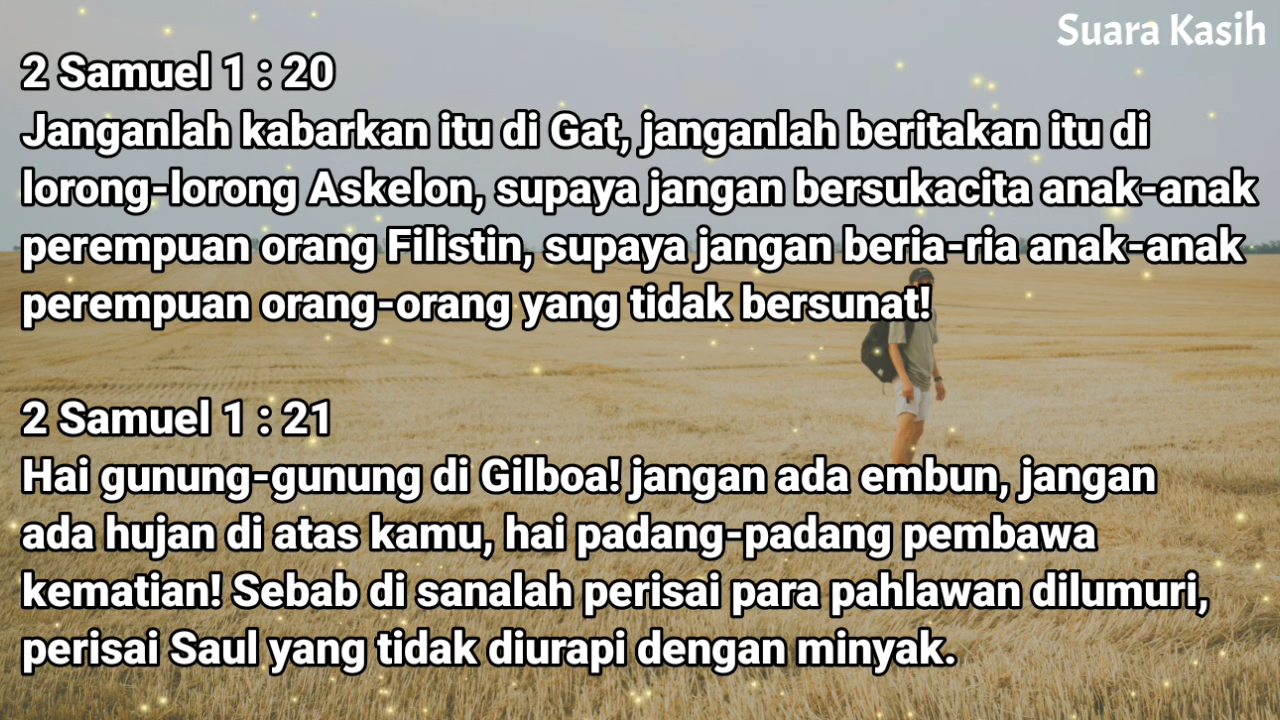 Suara Kasih
2 Samuel 1 : 20
Janganlah kabarkan itu di Gat, janganlah beritakan itu di
lorong-lorong Askelon, supaya jangan bersukacita anak-anak
perempuan orang Filistin, supaya jangan beria-ria anak-anak
perempuan orang-orang yang tidak bersunat!
2 Samuel 1 : 21
Hai gunung-gunung di Gilboa! jangan ada embun, jangan
ada hujan di atas kamu, hai padang-padang pembawa
kematian! Sebab di sanalah perisai para pahlawan dilumuri,
perisai Saul yang tidak diurapi dengan minyak.